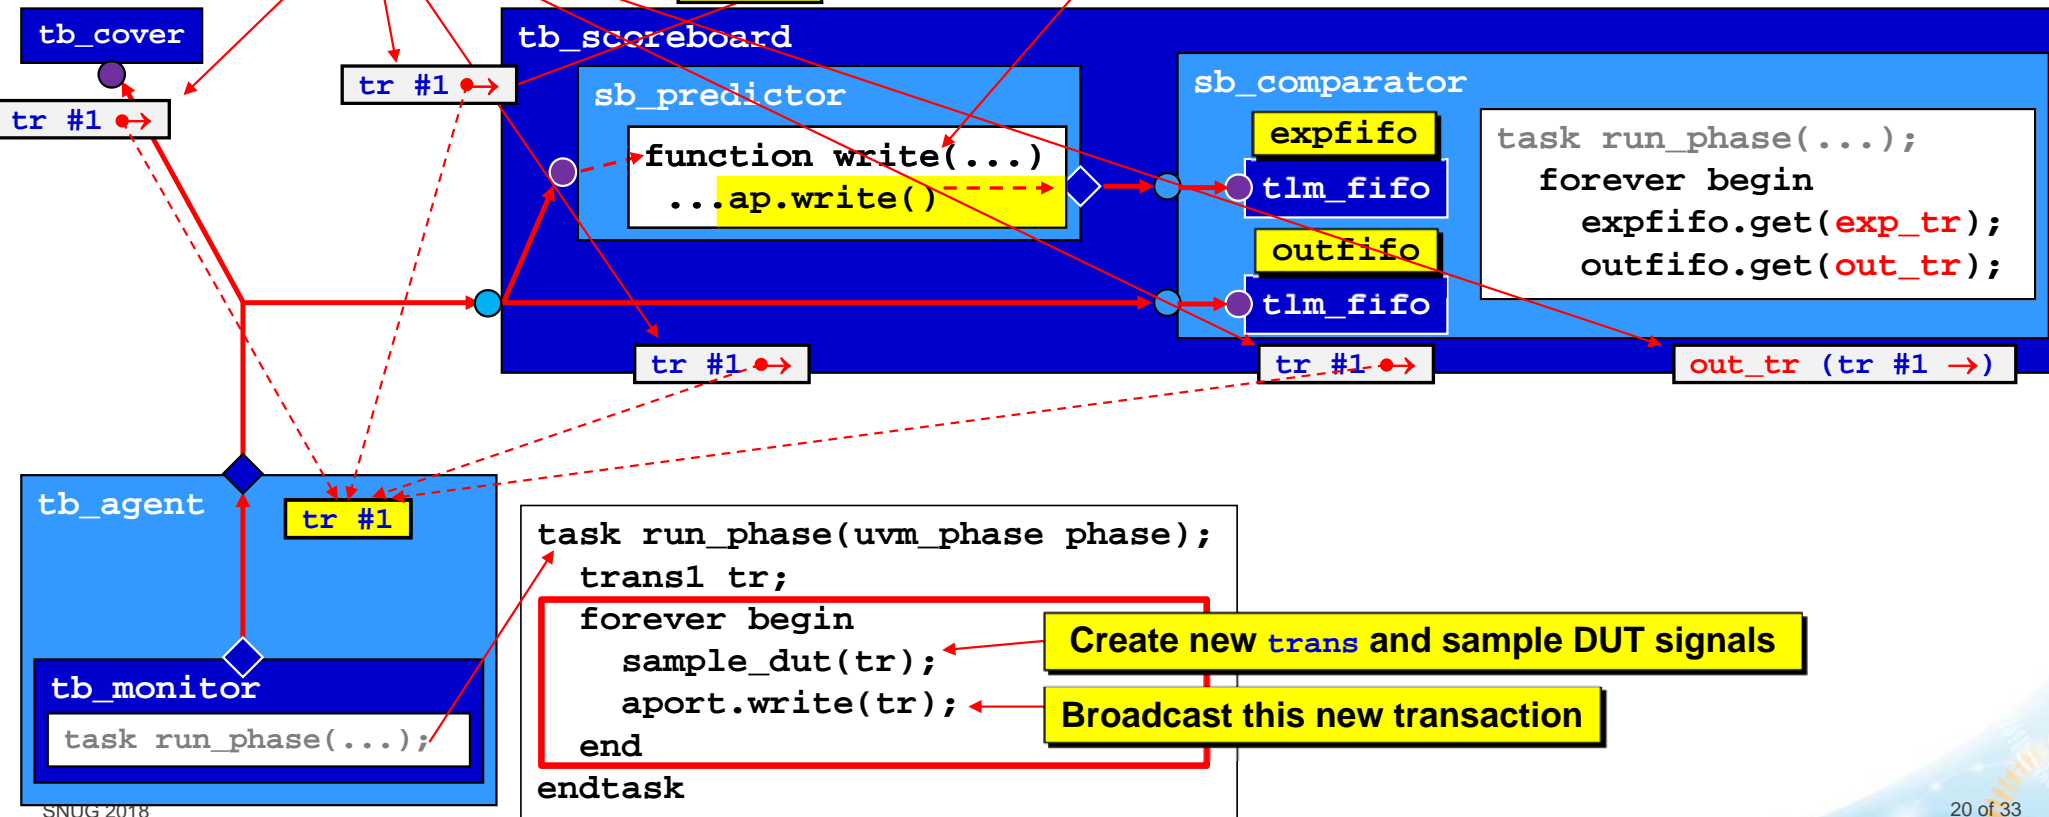 tb_cover
tr #1
tr #1
tb_scoreboard
sb_predictor
function write(...)
...ap.write()
sb_comparator
expfifo
tlm_fifo
outfifo
tlm_fifo
task run_phase(...);
forever begin
expfifo.get(exp_tr);
outfifo.get(out_tr);
tr #1
tr #1
out_tr (tr #1 →)
tb_agent
tr #1
tb_monitor
task run_phase(...);
task run_phase(uvm_phase phase);
trans1 tr;
forever begin
sample_dut(tr);
aport.write(tr);
end
endtask
Create new trans and sample DUT signals
Broadcast this new transaction
SNUG 2018
20 of 33